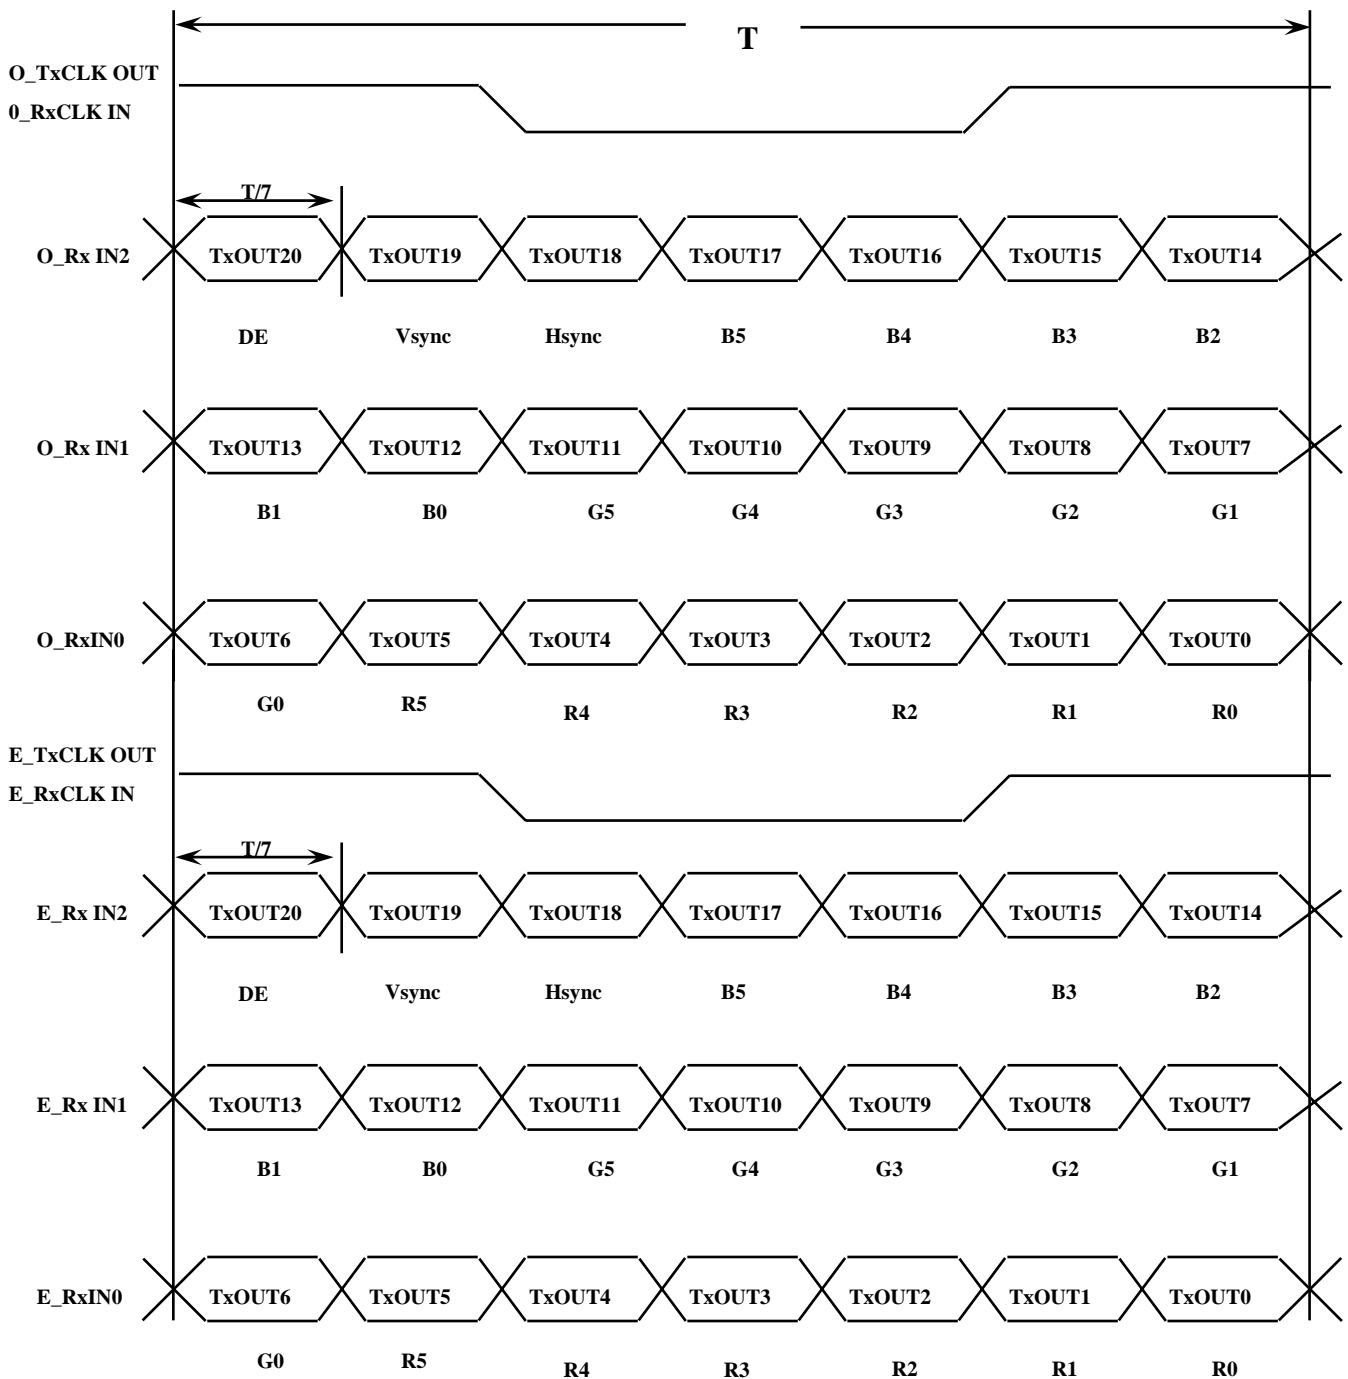 T
O_TxCLK OUT
0_RxCLK IN
T/7
O_Rx IN2 TxOUT20 TxOUT19 TxOUT18 TxOUT17 TxOUT16 TxOUT15 TxOUT14
DE Vsync Hsync B5 B4 B3 B2
O_Rx IN1 TxOUT13 TxOUT12 TxOUT11 TxOUT10 TxOUT9 TxOUT8 TxOUT7
B1 B0 G5 G4 G3 G2 G1
O_RxIN0 TxOUT6 TxOUT5 TxOUT4 TxOUT3 TxOUT2 TxOUT1 TxOUT0
G0 R5 R4 R3 R2 R1 R0
E_TxCLK OUT
E_RxCLK IN
T/7
E_Rx IN2 TxOUT20 TxOUT19 TxOUT18 TxOUT17 TxOUT16 TxOUT15 TxOUT14
DE Vsync Hsync B5 B4 B3 B2
E_Rx IN1 TxOUT13 TxOUT12 TxOUT11 TxOUT10 TxOUT9 TxOUT8 TxOUT7
B1 B0 G5 G4 G3 G2 G1
E_RxIN0 TxOUT6 TxOUT5 TxOUT4 TxOUT3 TxOUT2 TxOUT1 TxOUT0
G0 R5 R4 R3 R2 R1 R0